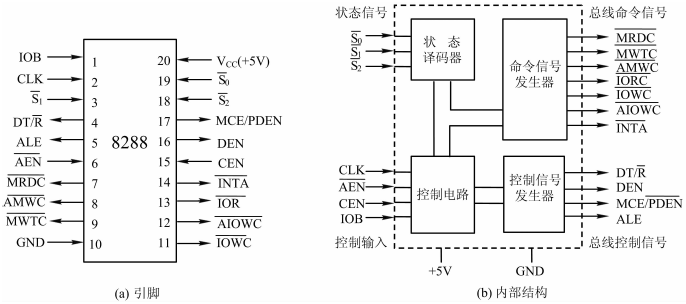 IOB 1 20 V_CC(+5V)
CLK 2 19 S̅₀
S̅₁ 3 18 S̅₂
DT/R̅ 4 17 MCE/PDEN
ALE 5 8288 16 DEN
A̅E̅N̅ 6 15 CEN
M̅R̅D̅C̅ 7 14 I̅N̅T̅A̅
A̅M̅W̅C̅ 8 13 I̅O̅R̅
M̅W̅T̅C̅ 9 12 A̅I̅O̅W̅C̅
GND 10 11 I̅O̅W̅C̅
(a) 引脚
状态信号
S̅₀
S̅₁
S̅₂
状 态
译码器
命令信号
发生器
总线命令信号
M̅R̅D̅C̅
M̅W̅T̅C̅
A̅M̅W̅C̅
I̅O̅R̅C̅
I̅O̅W̅C̅
A̅I̅O̅W̅C̅
I̅N̅T̅A̅
CLK
A̅E̅N̅
CEN
IOB
控制电路
控制信号
发生器
DT/R̅
DEN
MCE/P̅D̅E̅N̅
ALE
控制输入
总线控制信号
+5V
GND
(b) 内部结构